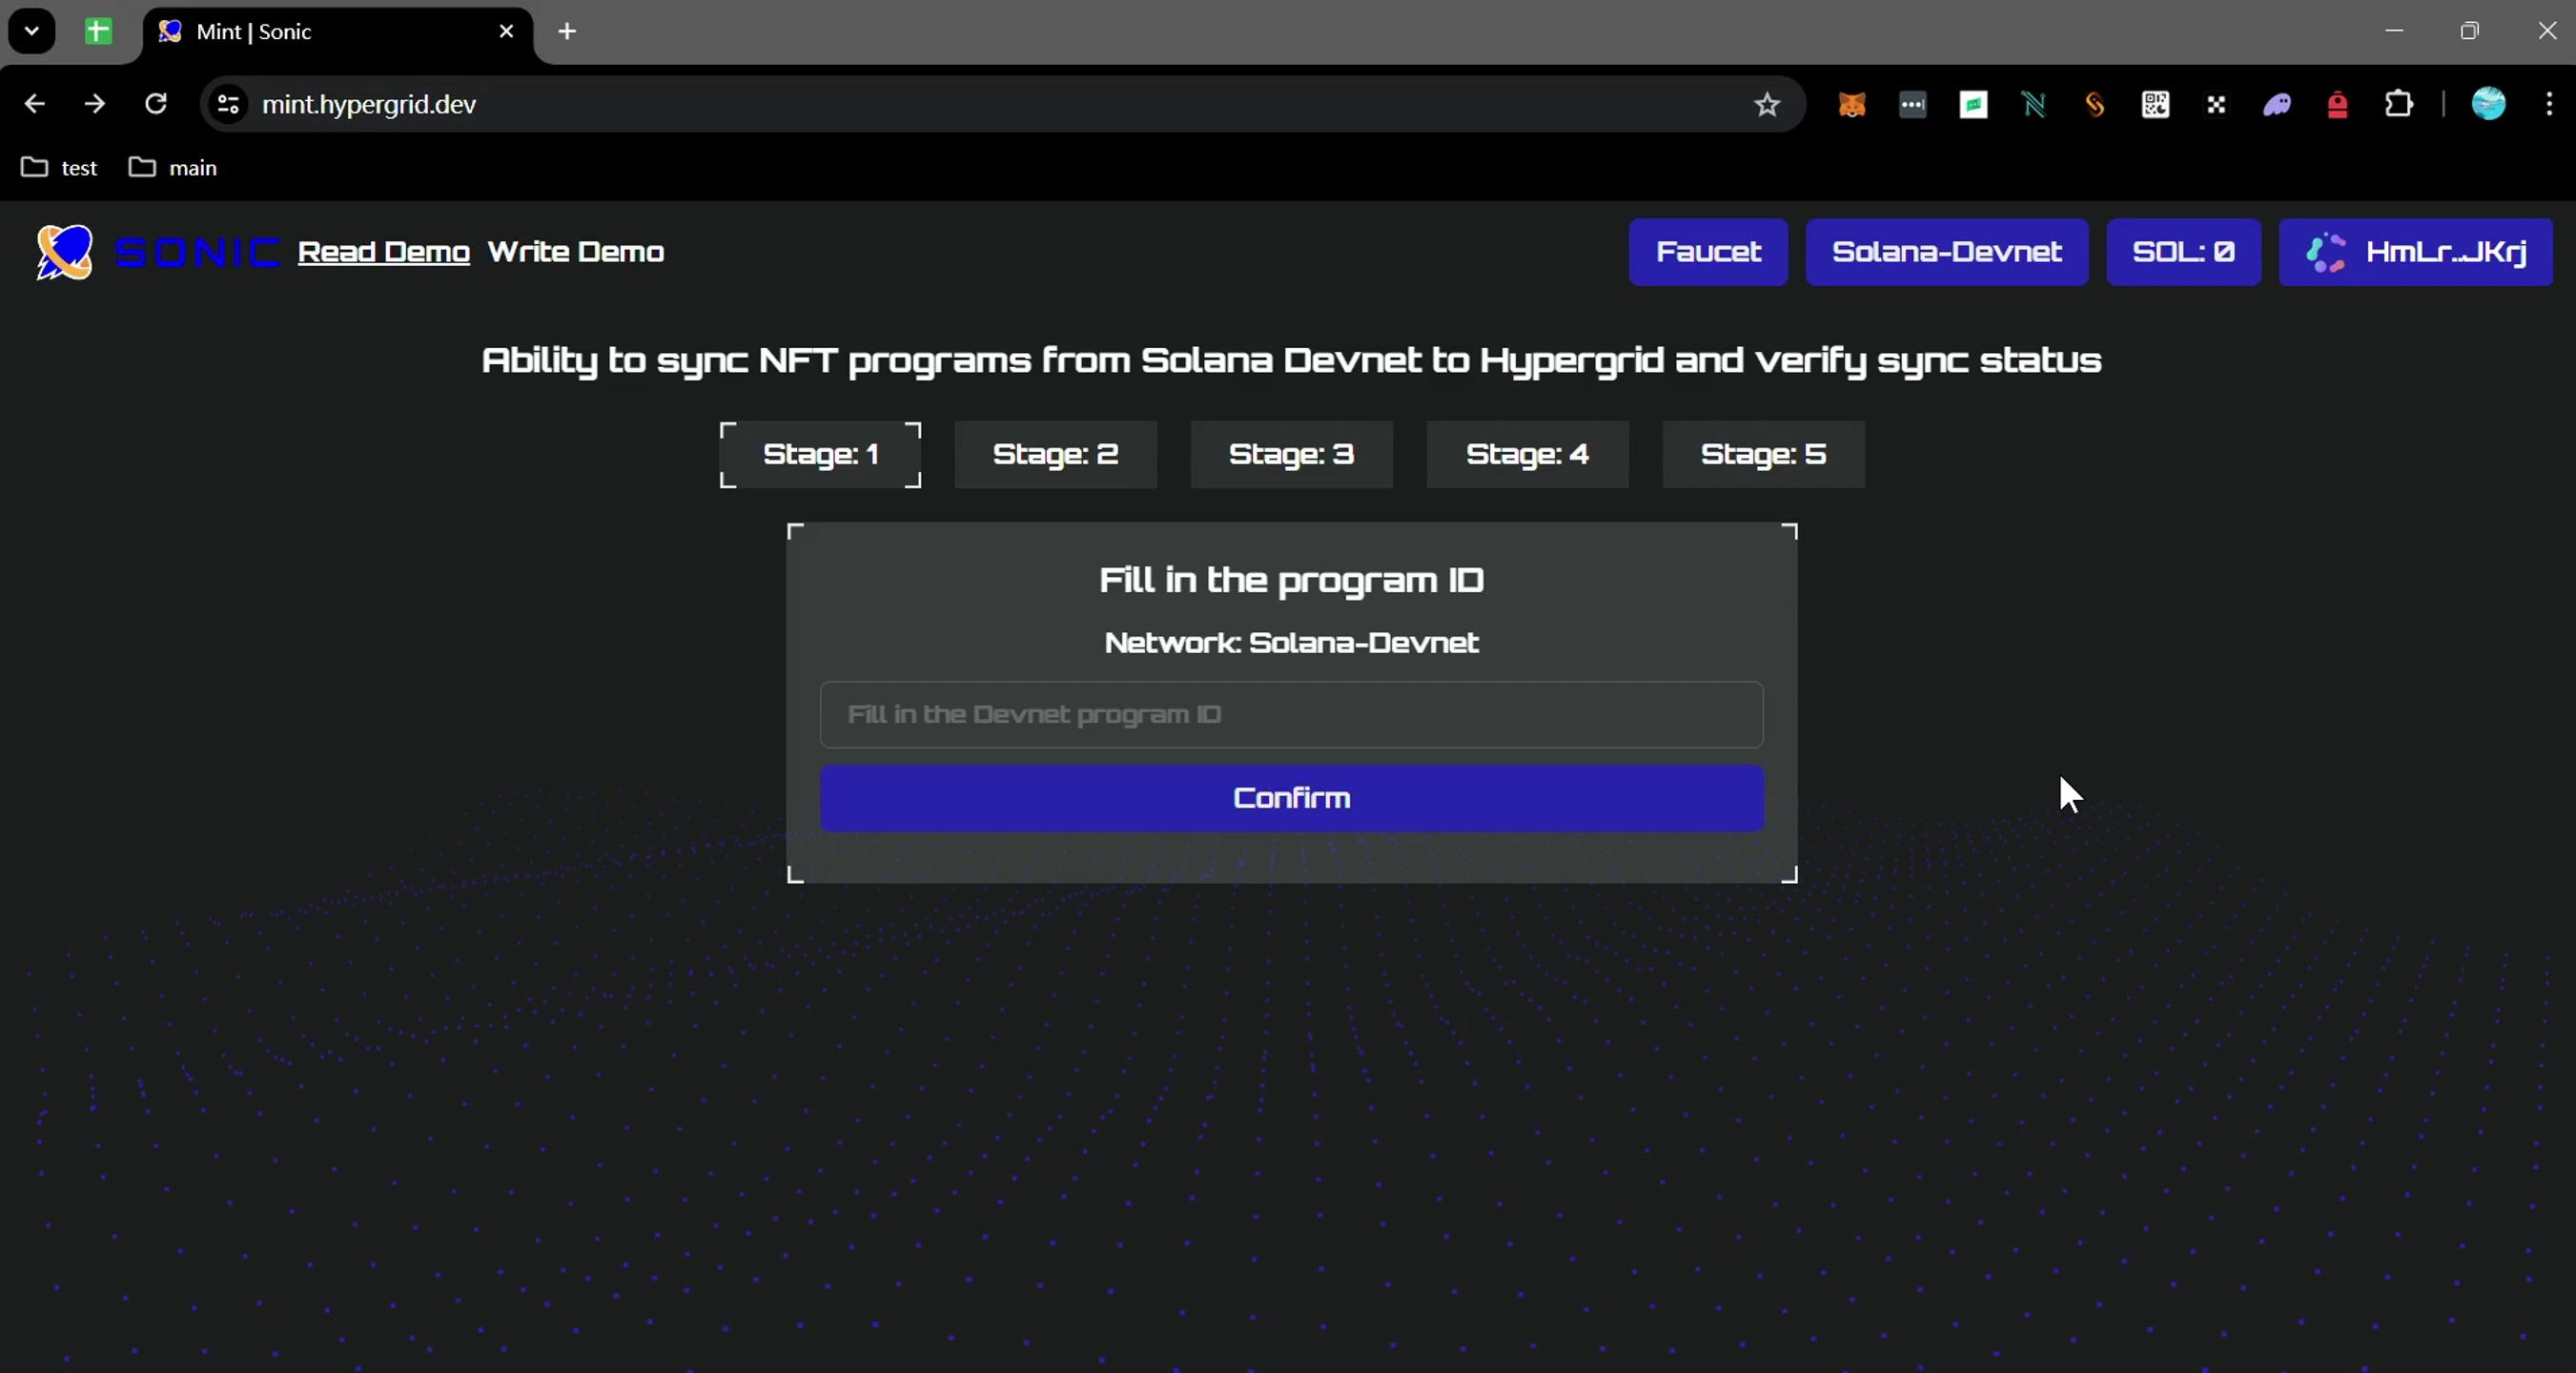 Mint | Sonic
mint.hypergrid.dev
test main
SONIC Read Demo Write Demo Faucet Solana-Devnet SOL: 0 HmLr...JKrj
Ability to sync NFT programs from Solana Devnet to Hypergrid and verify sync status
Stage: 1 Stage: 2 Stage: 3 Stage: 4 Stage: 5
Fill in the program ID
Network: Solana-Devnet
Fill in the Devnet program ID
Confirm